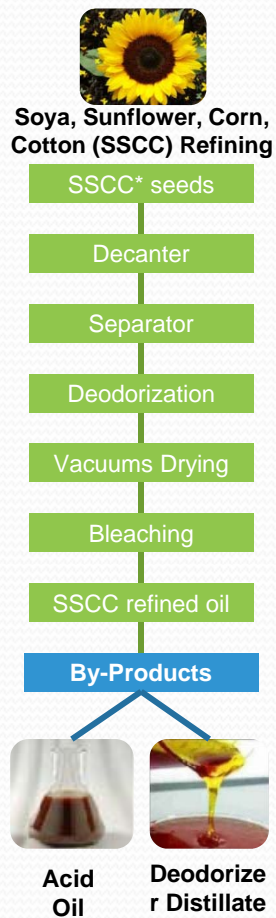 Soya, Sunflower, Corn,
Cotton (SSCC) Refining
SSCC* seeds
Decanter
Separator
Deodorization
Vacuums Drying
Bleaching
SSCC refined oil
By-Products
Acid
Oil
Deodorize
r Distillate